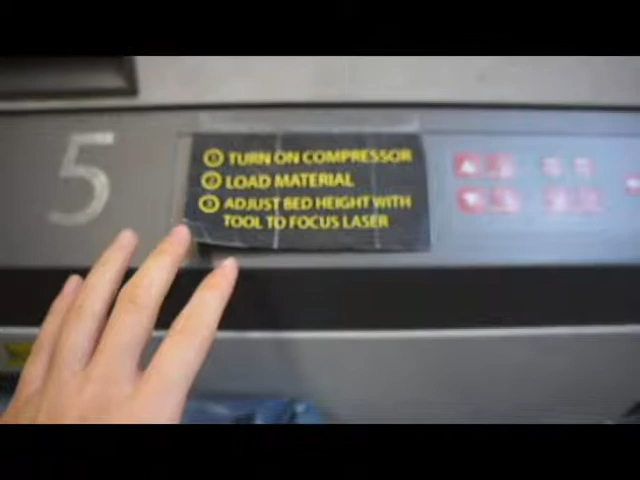 5
① TURN ON COMPRESSOR
② LOAD MATERIAL
③ ADJUST BED HEIGHT WITH
TOOL TO FOCUS LASER